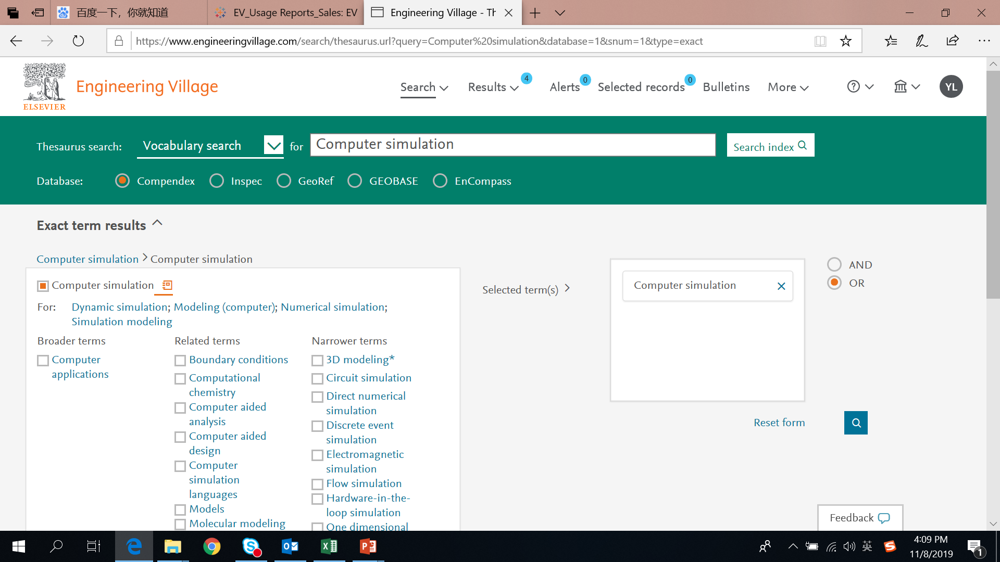 百度一下，你就知道
EV_Usage Reports_Sales: EV
Engineering Village - Th
https://www.engineeringvillage.com/search/thesaurus.url?query=Computer%20simulation&database=1&snum=1&type=exact
ELSEVIER
Engineering Village
Search
Results
4
Alerts
0
Selected records
0
Bulletins
More
YL
Thesaurus search:
Vocabulary search
for
Computer simulation
Search index
Database:
Compendex
Inspec
GeoRef
GEOBASE
EnCompass
Exact term results
Computer simulation > Computer simulation
Computer simulation
For: Dynamic simulation; Modeling (computer); Numerical simulation;
Simulation modeling
Broader terms
Computer
applications
Related terms
Boundary conditions
Computational
chemistry
Computer aided
analysis
Computer aided
design
Computer
simulation
languages
Models
Molecular modeling
Narrower terms
3D modeling*
Circuit simulation
Direct numerical
simulation
Discrete event
simulation
Electromagnetic
simulation
Flow simulation
Hardware-in-the-
loop simulation
One dimensional
Selected term(s)
Computer simulation
AND
OR
Reset form
Feedback
英
4:09 PM
11/8/2019
1